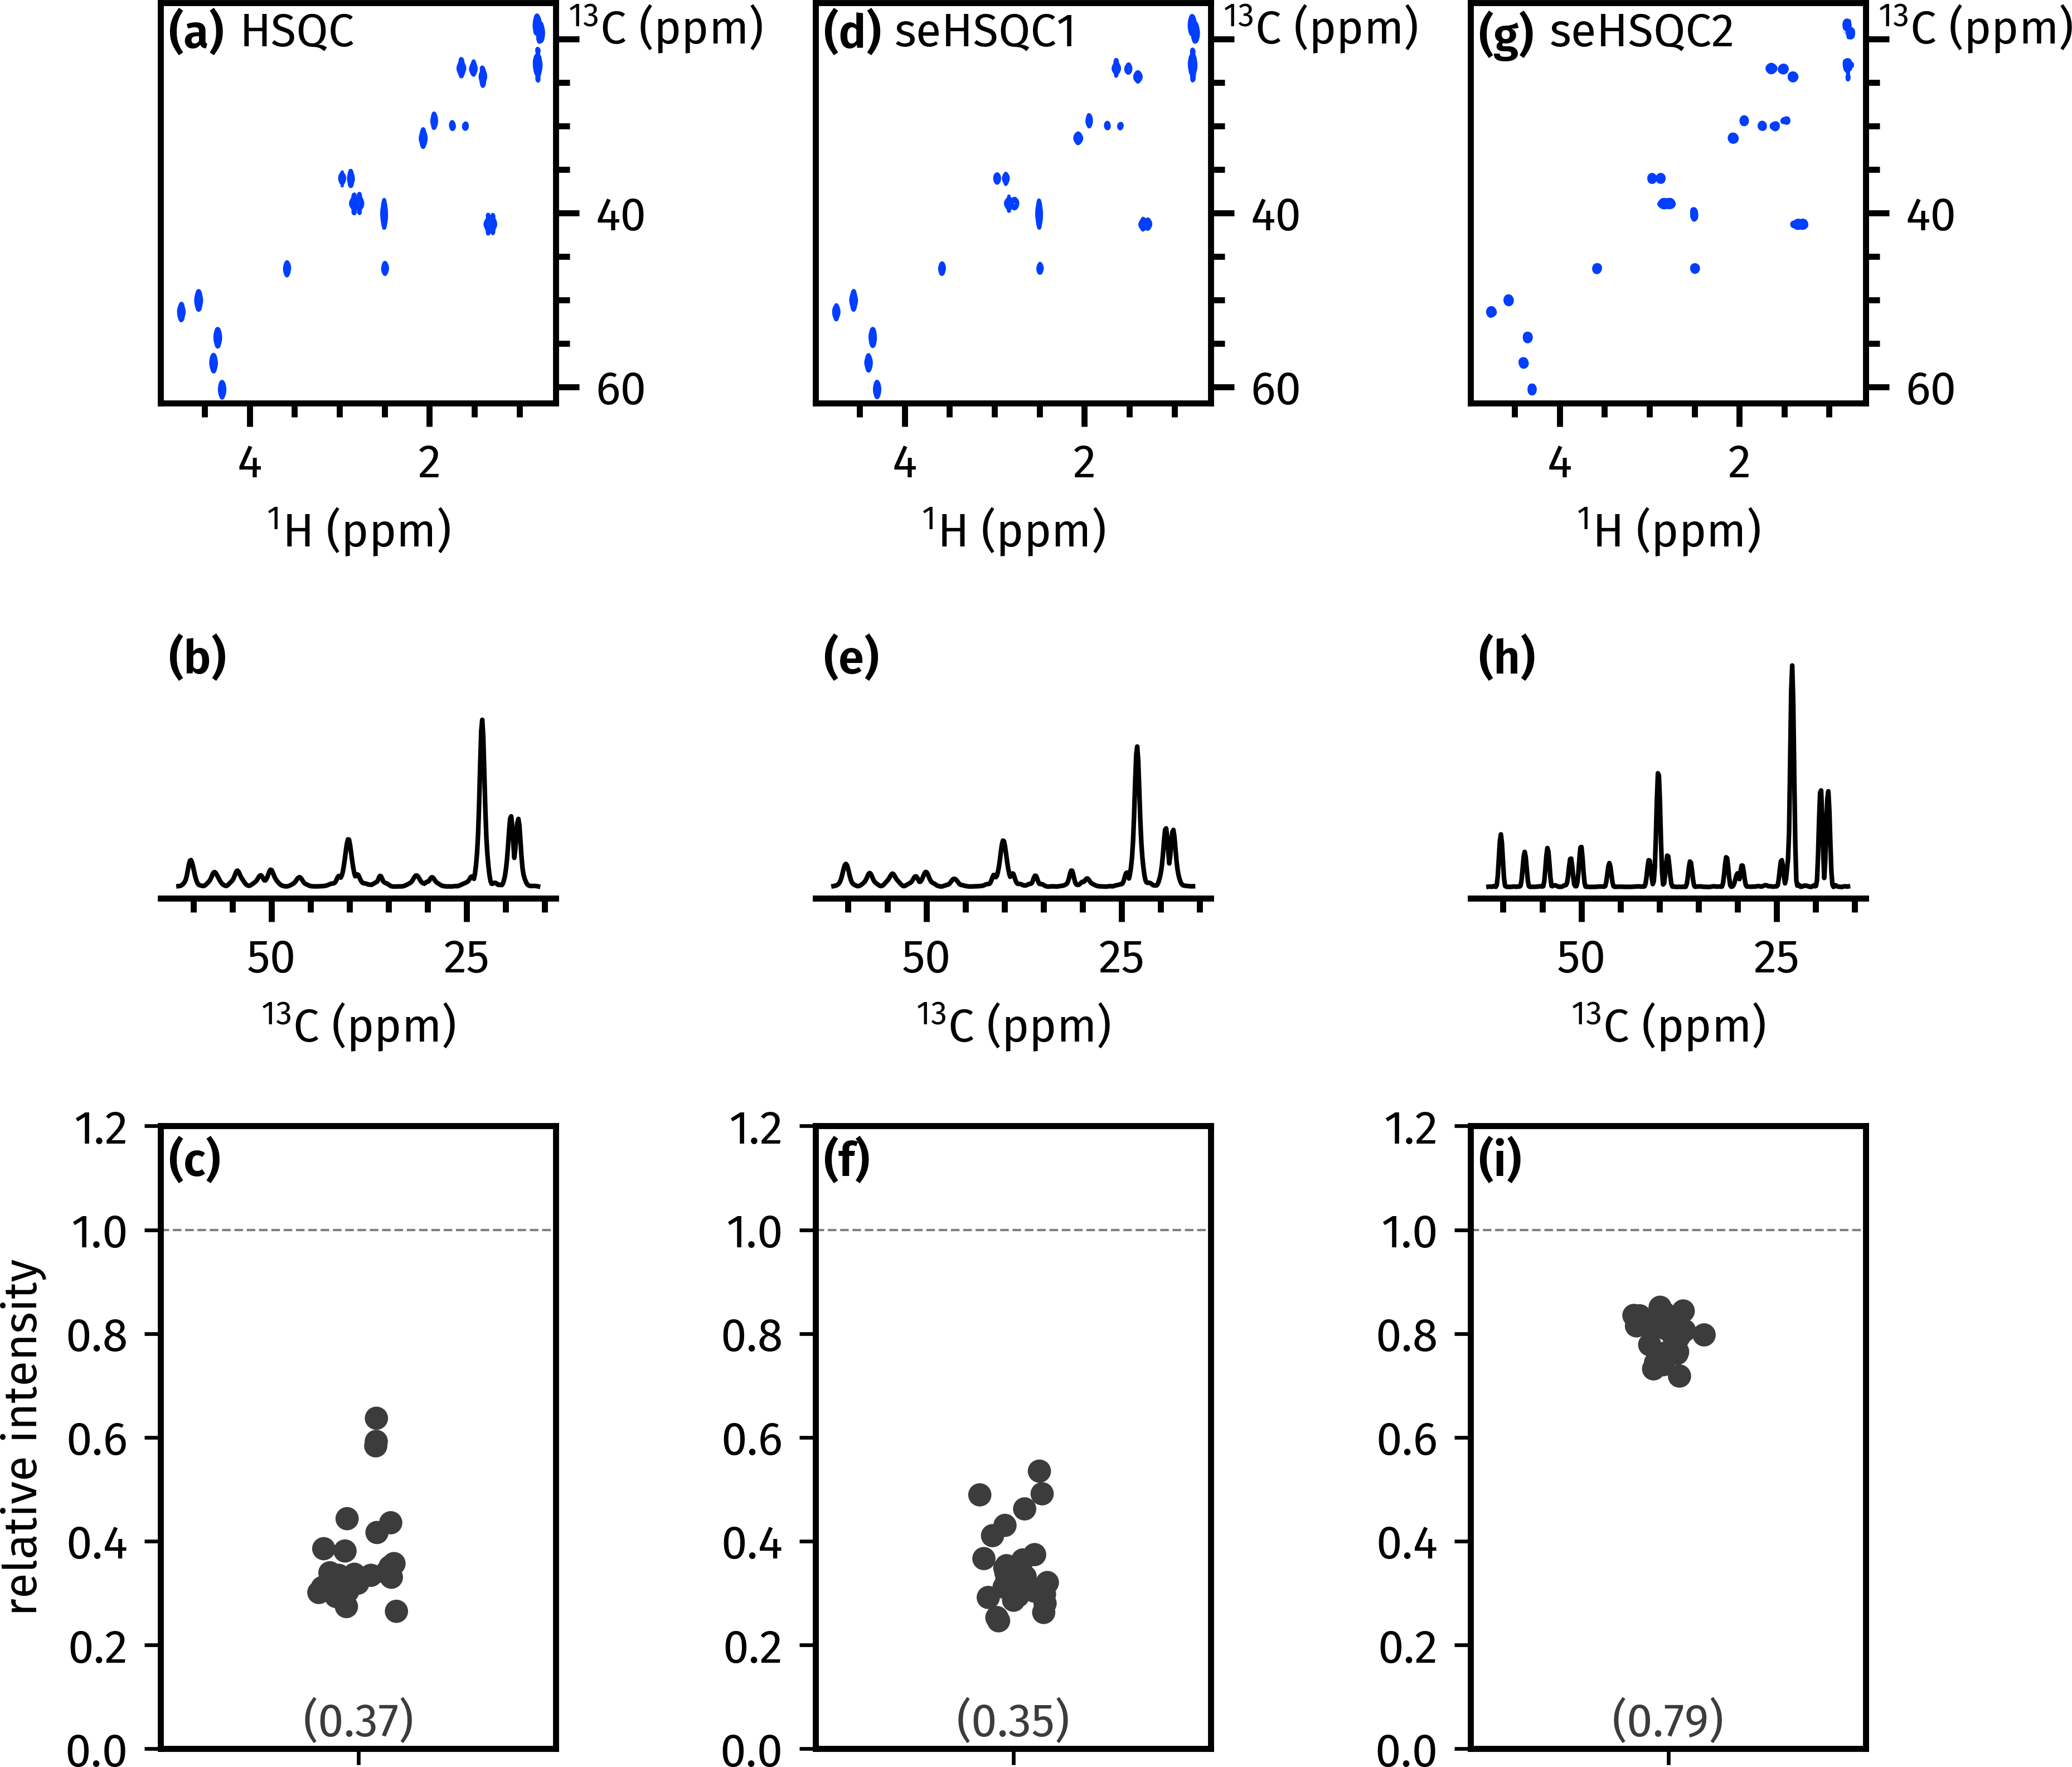 (a) HSQC
¹³C (ppm)
40
60
4 2
¹H (ppm)
(d) seHSQC1
¹³C (ppm)
40
60
4 2
¹H (ppm)
(g) seHSQC2
¹³C (ppm)
40
60
4 2
¹H (ppm)
(b)
50 25
¹³C (ppm)
(e)
50 25
¹³C (ppm)
(h)
50 25
¹³C (ppm)
relative intensity
1.2
1.0
0.8
0.6
0.4
0.2
0.0
(c)
(0.37)
1.2
1.0
0.8
0.6
0.4
0.2
0.0
(f)
(0.35)
1.2
1.0
0.8
0.6
0.4
0.2
0.0
(i)
(0.79)